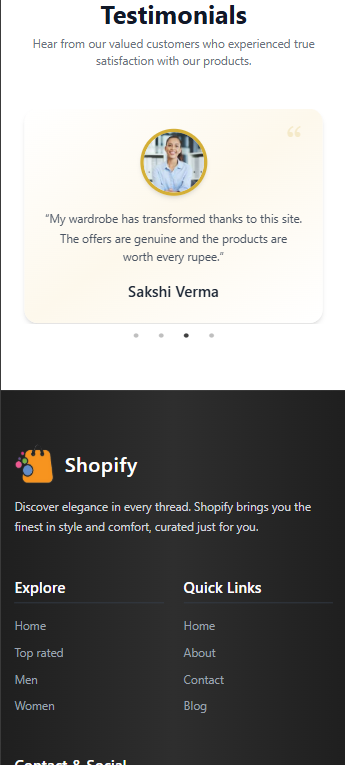 Testimonials
Hear from our valued customers who experienced true
satisfaction with our products.
“
“My wardrobe has transformed thanks to this site.
The offers are genuine and the products are
worth every rupee.”
Sakshi Verma
Shopify
Discover elegance in every thread. Shopify brings you the
finest in style and comfort, curated just for you.
Explore
Quick Links
Home
Home
Top rated
About
Men
Contact
Women
Blog
Contact & Social